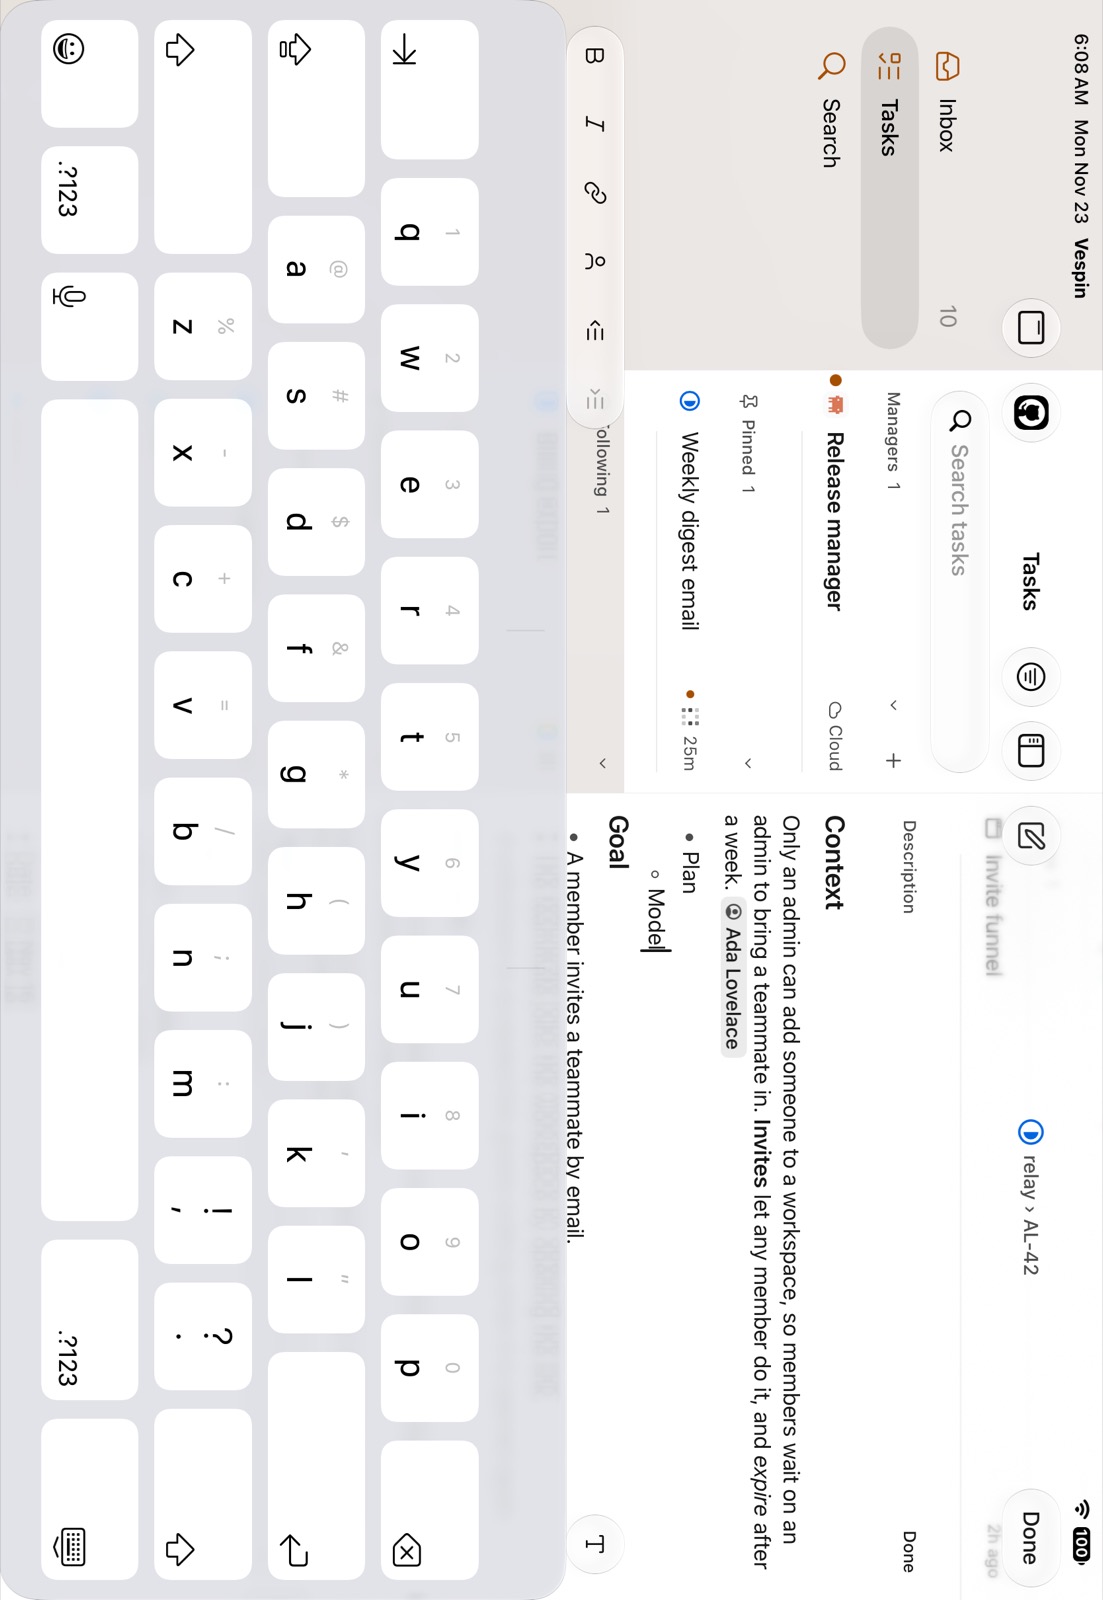 6:08 AM Mon Nov 23 Vespin
100
Inbox 10
Tasks
Search
Tasks
Search tasks
Managers 1
Release manager Cloud
Pinned 1
Weekly digest email 25m
ollowing 1
relay › AL-42
Done
Invite funnel 2h ago
Description Done
Context
Only an admin can add someone to a workspace, so members wait on an
admin to bring a teammate in. Invites let any member do it, and expire after
a week. Ada Lovelace
• Plan
◦ Model
Goal
• A member invites a teammate by email.
B I
T
1 2 3 4 5 6 7 8 9 0
q w e r t y u i o p
@ # $ & * ( ) ' "
a s d f g h j k l
% - + = / ; : ! ?
z x c v b n m , .
.?123 .?123